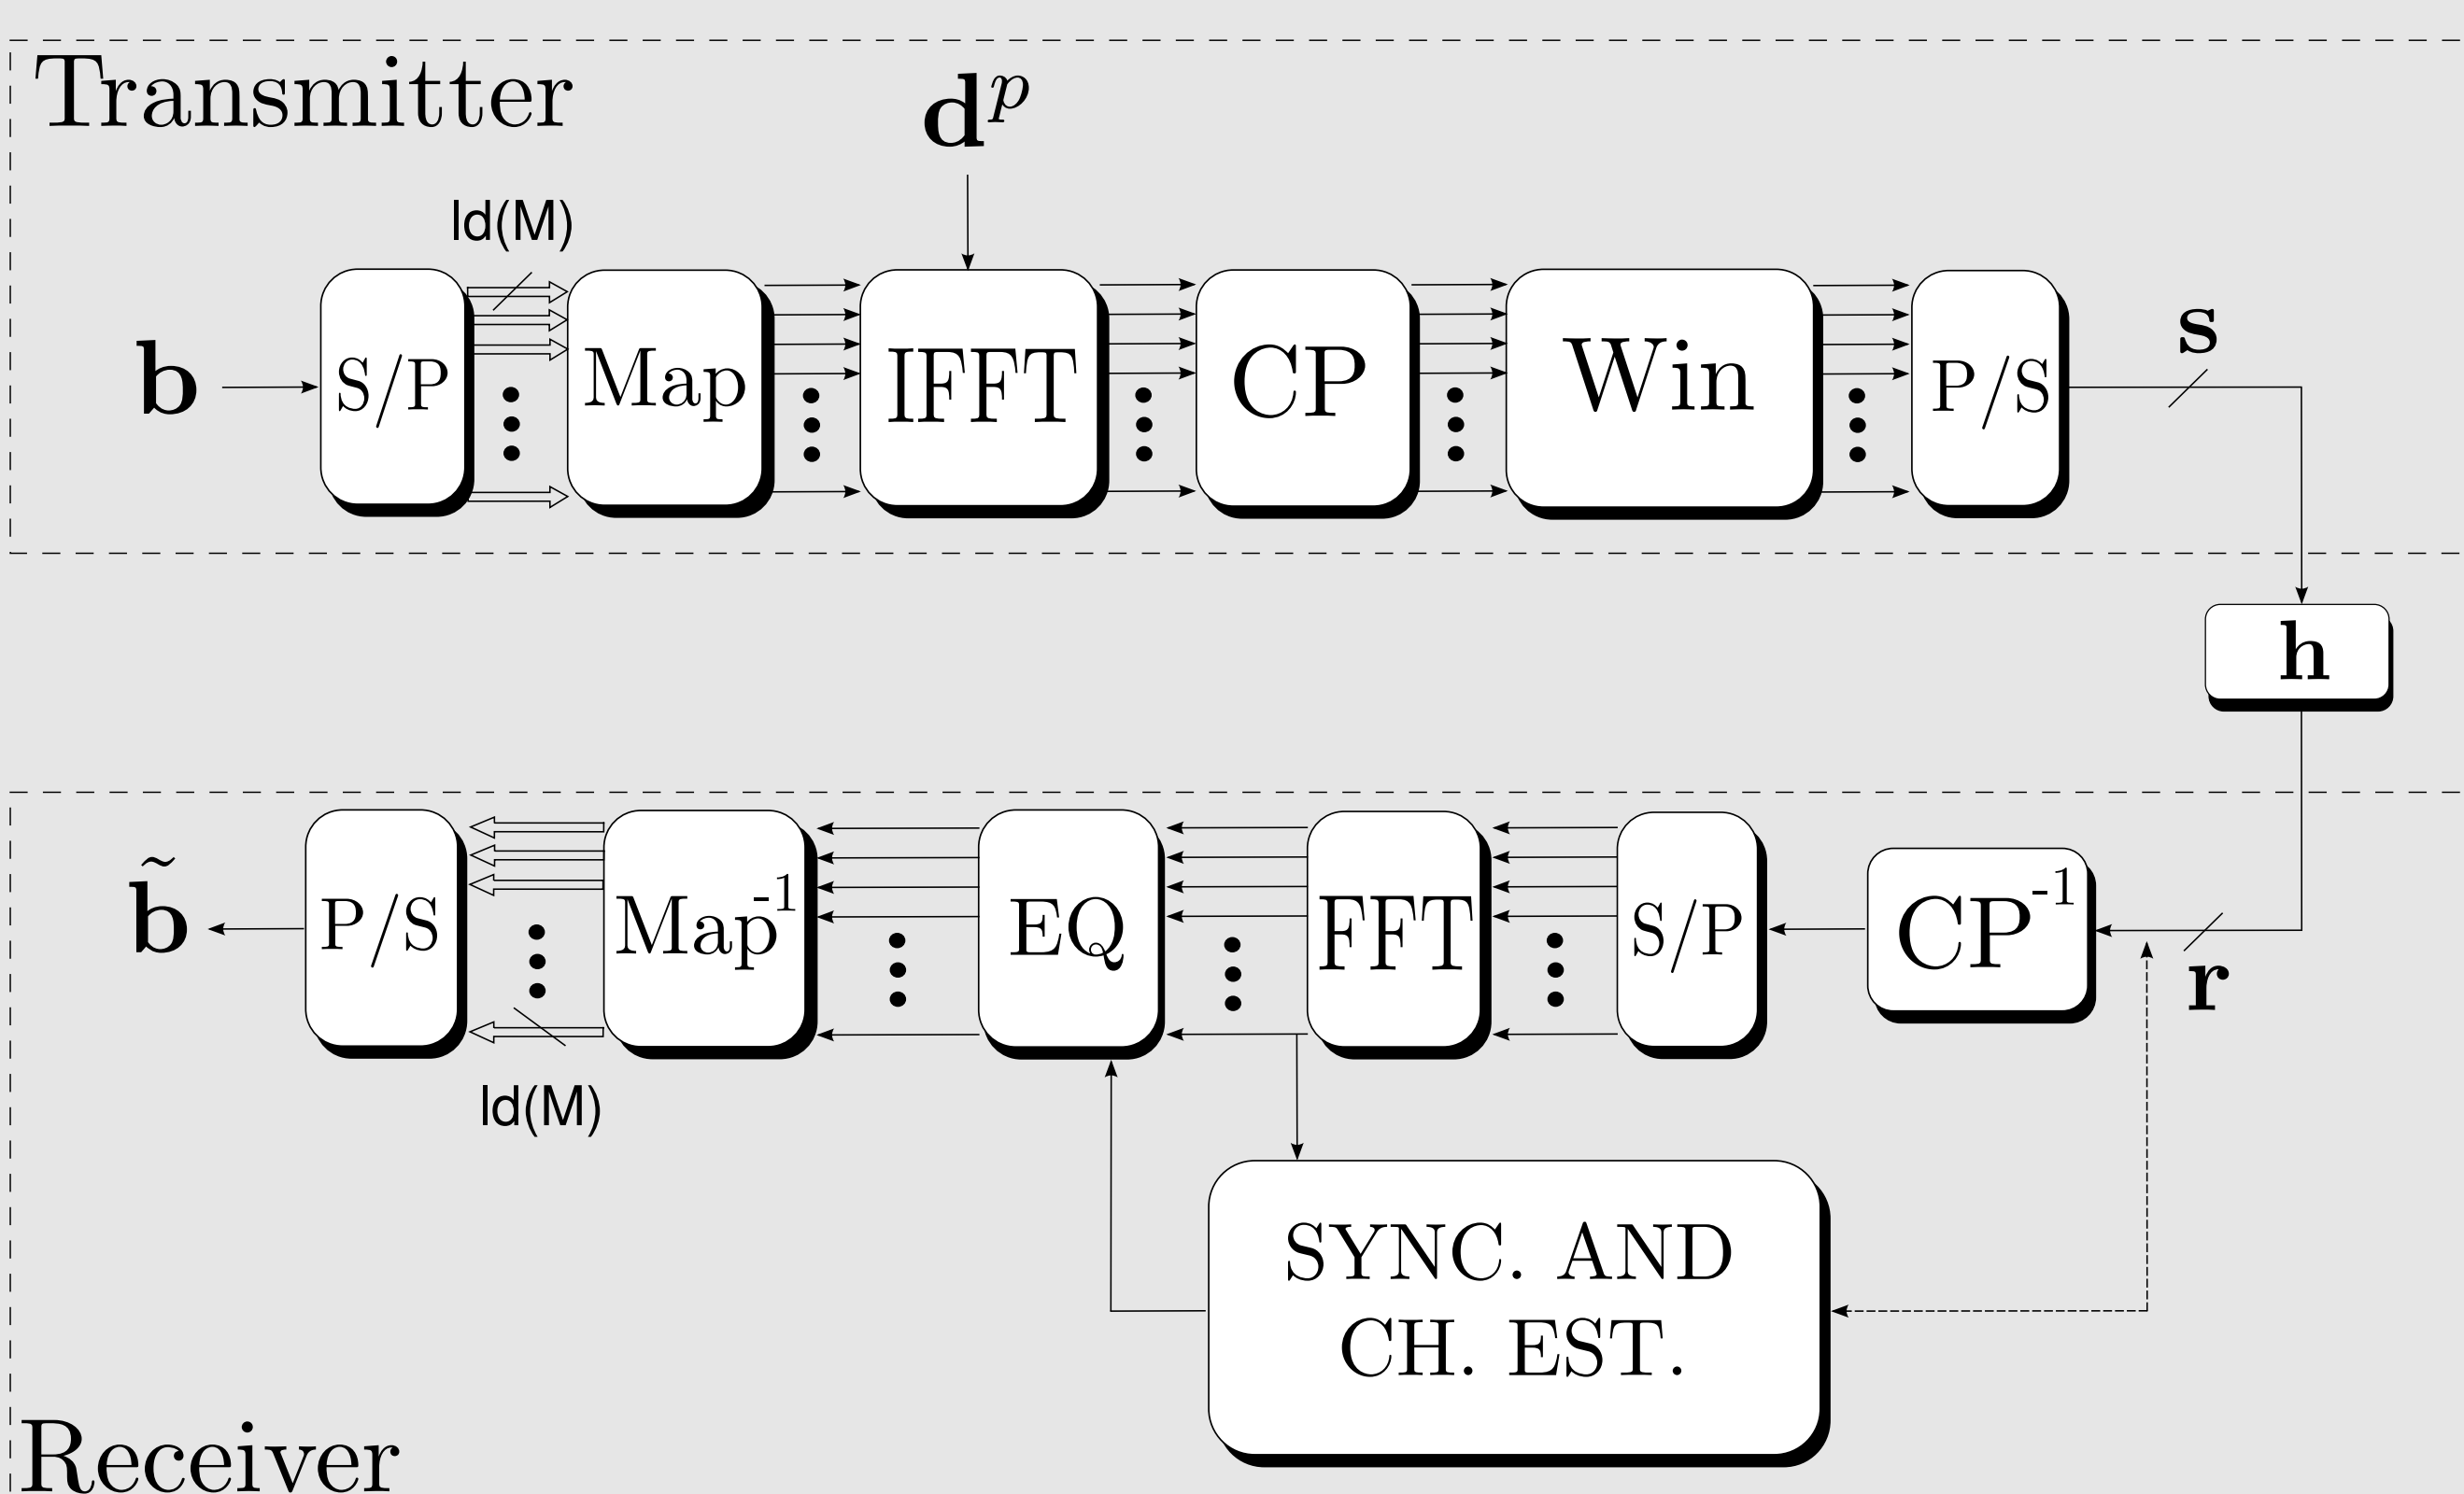 Transmitter
d^p
ld(M)
b
S/P
Map
IFFT
CP
Win
P/S
s
h
b̃
P/S
Map^-1
EQ
FFT
S/P
CP^-1
r
ld(M)
SYNC. AND
CH. EST.
Receiver